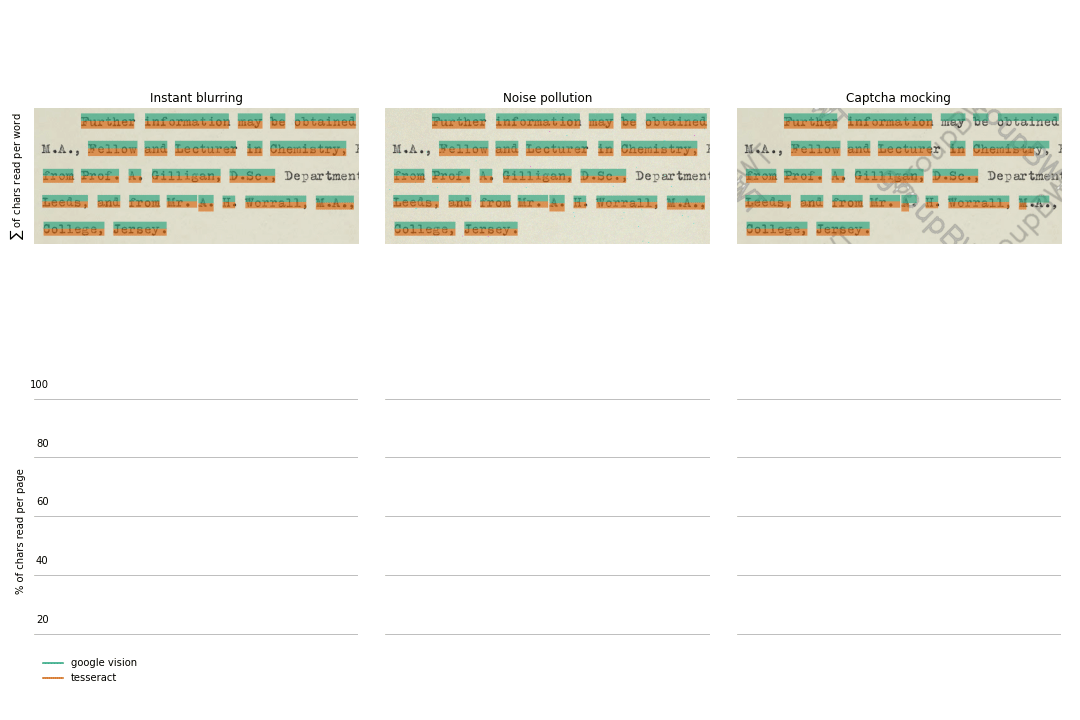 Instant blurring
Noise pollution
Captcha mocking
∑ of chars read per word
Further information may be obtained
M.A., Fellow and Lecturer in Chemistry,
from Prof. A. Gilligan, D.Sc., Department
Leeds, and from Mr. A. H. Worrall, M.A.,
College, Jersey.
Further information may be obtained
M.A., Fellow and Lecturer in Chemistry,
from Prof. A. Gilligan, D.Sc., Department
Leeds, and from Mr. A. H. Worrall, M.A.,
College, Jersey.
Further information may be obtained
M.A., Fellow and Lecturer in Chemistry,
from Prof. A. Gilligan, D.Sc., Department
Leeds, and from Mr. A. H. Worrall, M.A.,
College, Jersey.
% of chars read per page
100
80
60
40
20
google vision
tesseract